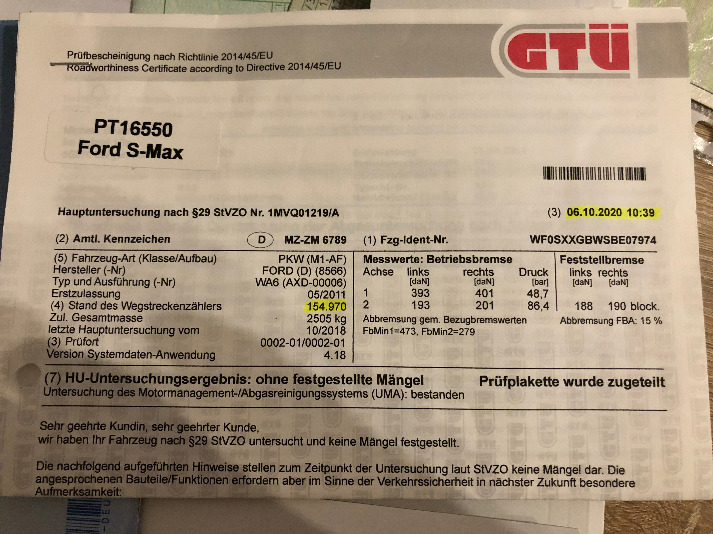 Prüfbescheinigung nach Richtlinie 2014/45/EU
Roadworthiness Certificate according to Directive 2014/45/EU
GTÜ
PT16550
Ford S-Max
Hauptuntersuchung nach §29 StVZO Nr. 1MVQ01219/A
(3) 06.10.2020 10:39
(2) Amtl. Kennzeichen D MZ-ZM 6789 (1) Fzg-Ident-Nr. WF0SXXGBWSBE07974
(5) Fahrzeug-Art (Klasse/Aufbau) PKW (M1-AF)
Hersteller (-Nr) FORD (D) (8566)
Typ und Ausführung (-Nr) WA6 (AXD-00006)
Erstzulassung 05/2011
(4) Stand des Wegstreckenzählers 154.970
Zul. Gesamtmasse 2505 kg
letzte Hauptuntersuchung vom 10/2018
(3) Prüfort 0002-01/0002-01
Version Systemdaten-Anwendung 4.18
Messwerte: Betriebsbremse Feststellbremse
Achse links rechts Druck links rechts
[daN] [daN] [bar] [daN] [daN]
1 393 401 48,7
2 193 201 86,4 188 190 block.
Abbremsung gem. Bezugbremswerten Abbremsung FBA: 15 %
FbMin1=473, FbMin2=279
(7) HU-Untersuchungsergebnis: ohne festgestellte Mängel Prüfplakette wurde zugeteilt
Untersuchung des Motormanagement-/Abgasreinigungssystems (UMA): bestanden
Sehr geehrte Kundin, sehr geehrter Kunde,
wir haben Ihr Fahrzeug nach §29 StVZO untersucht und keine Mängel festgestellt.
Die nachfolgend aufgeführten Hinweise stellen zum Zeitpunkt der Untersuchung laut StVZO keine Mängel dar. Die
angesprochenen Bauteile/Funktionen erfordern aber im Sinne der Verkehrssicherheit in nächster Zukunft besondere
Aufmerksamkeit: